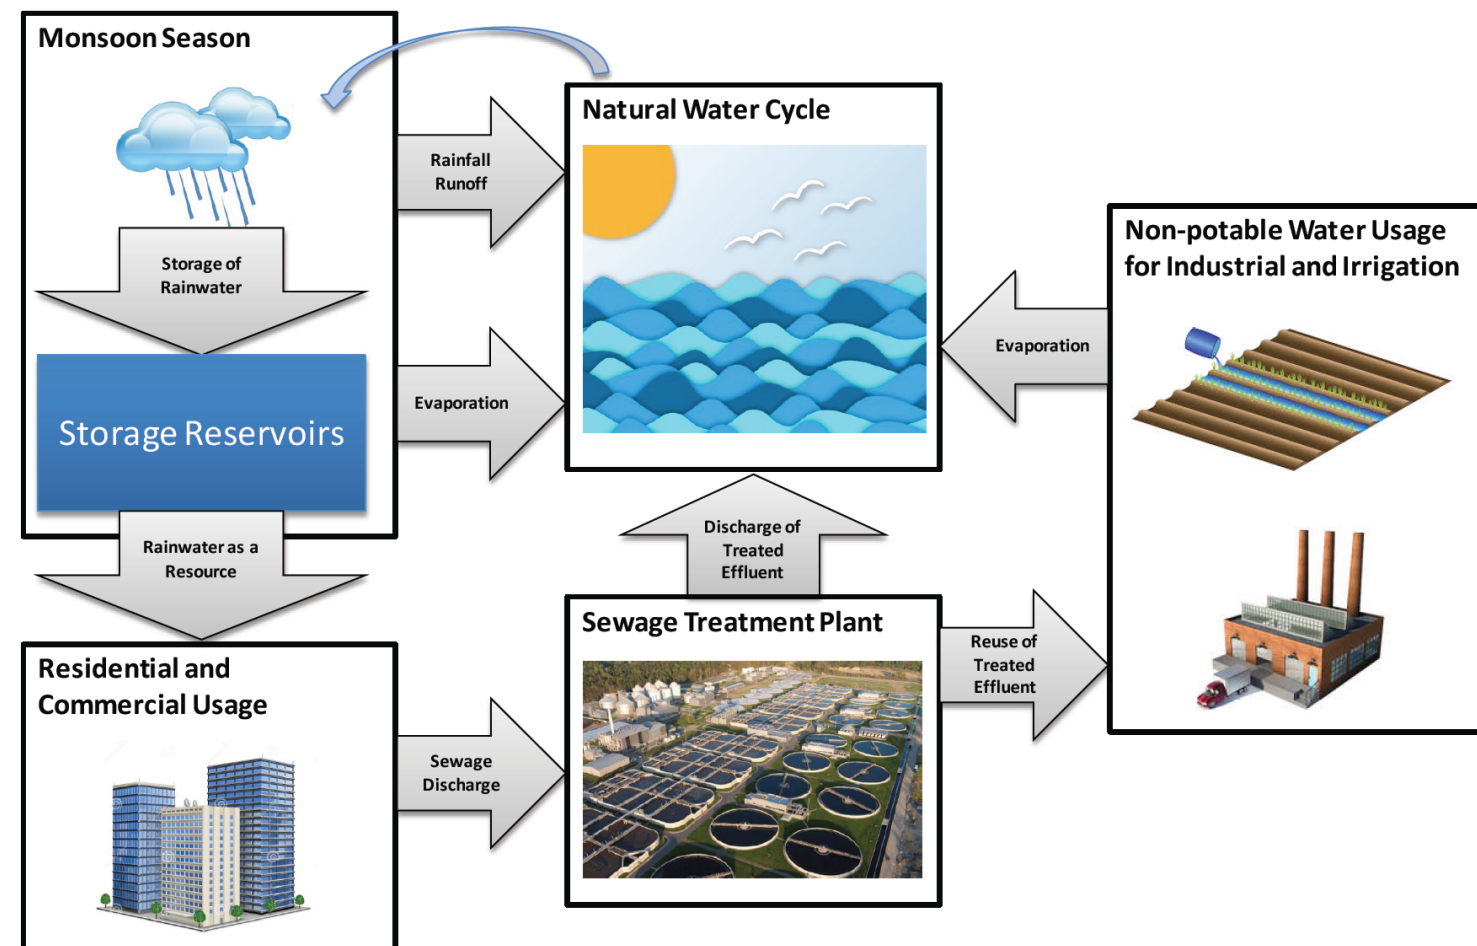 Monsoon Season
Storage of
Rainwater
Storage Reservoirs
Rainwater as a
Resource
Residential and
Commercial Usage
Rainfall
Runoff
Evaporation
Sewage
Discharge
Natural Water Cycle
Discharge of
Treated
Effluent
Sewage Treatment Plant
Evaporation
Reuse of
Treated
Effluent
Non-potable Water Usage
for Industrial and Irrigation